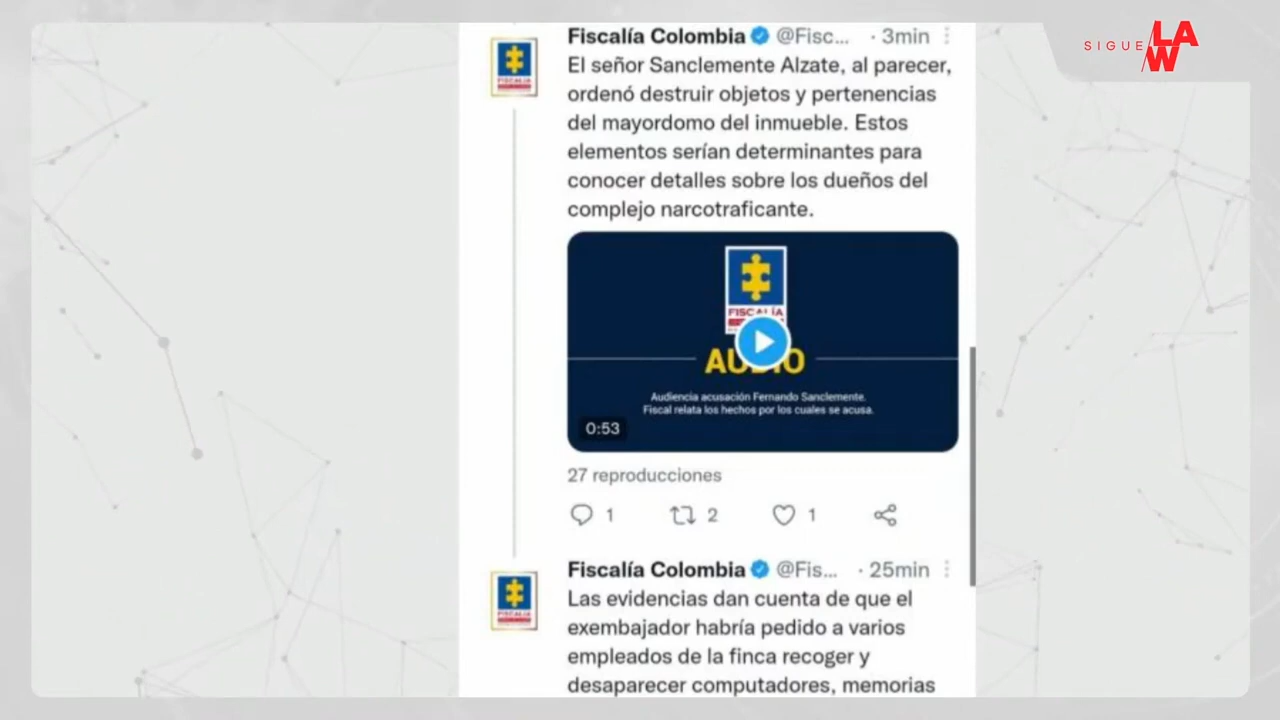 SIGUE LA W
Fiscalía Colombia @Fisc... · 3min
El señor Sanclemente Alzate, al parecer,
ordenó destruir objetos y pertenencias
del mayordomo del inmueble. Estos
elementos serían determinantes para
conocer detalles sobre los dueños del
complejo narcotraficante.
FISCALÍA
AUDIO
Audiencia acusación Fernando Sanclemente.
Fiscal relata los hechos por los cuales se acusa.
0:53
27 reproducciones
1 2 1
Fiscalía Colombia @Fis... · 25min
FISCALÍA
Las evidencias dan cuenta de que el
exembajador habría pedido a varios
empleados de la finca recoger y
desaparecer computadores, memorias